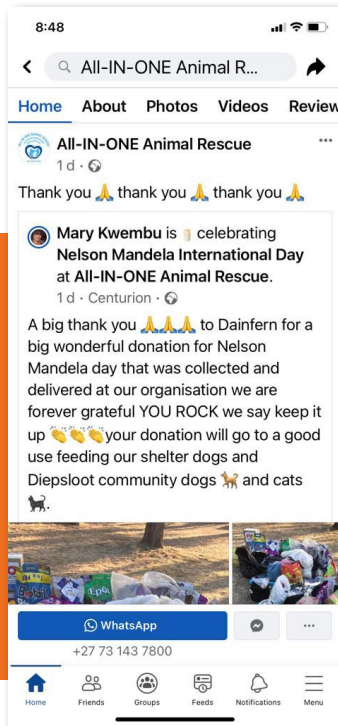 8:48
All-IN-ONE Animal R...
Home About Photos Videos Review
All-IN-ONE Animal Rescue
1 d ·
Thank you 🙏 thank you 🙏 thank you 🙏
Mary Kwembu is 🥛 celebrating
Nelson Mandela International Day
at All-IN-ONE Animal Rescue.
1 d · Centurion ·
A big thank you 🙏🙏🙏 to Dainfern for a
big wonderful donation for Nelson
Mandela day that was collected and
delivered at our organisation we are
forever grateful YOU ROCK we say keep it
up 👏👏👏your donation will go to a good
use feeding our shelter dogs and
Diepsloot community dogs 🐕 and cats
🐈‍⬛.
WhatsApp
+27 73 143 7800
Home Friends Groups Feeds Notifications Menu